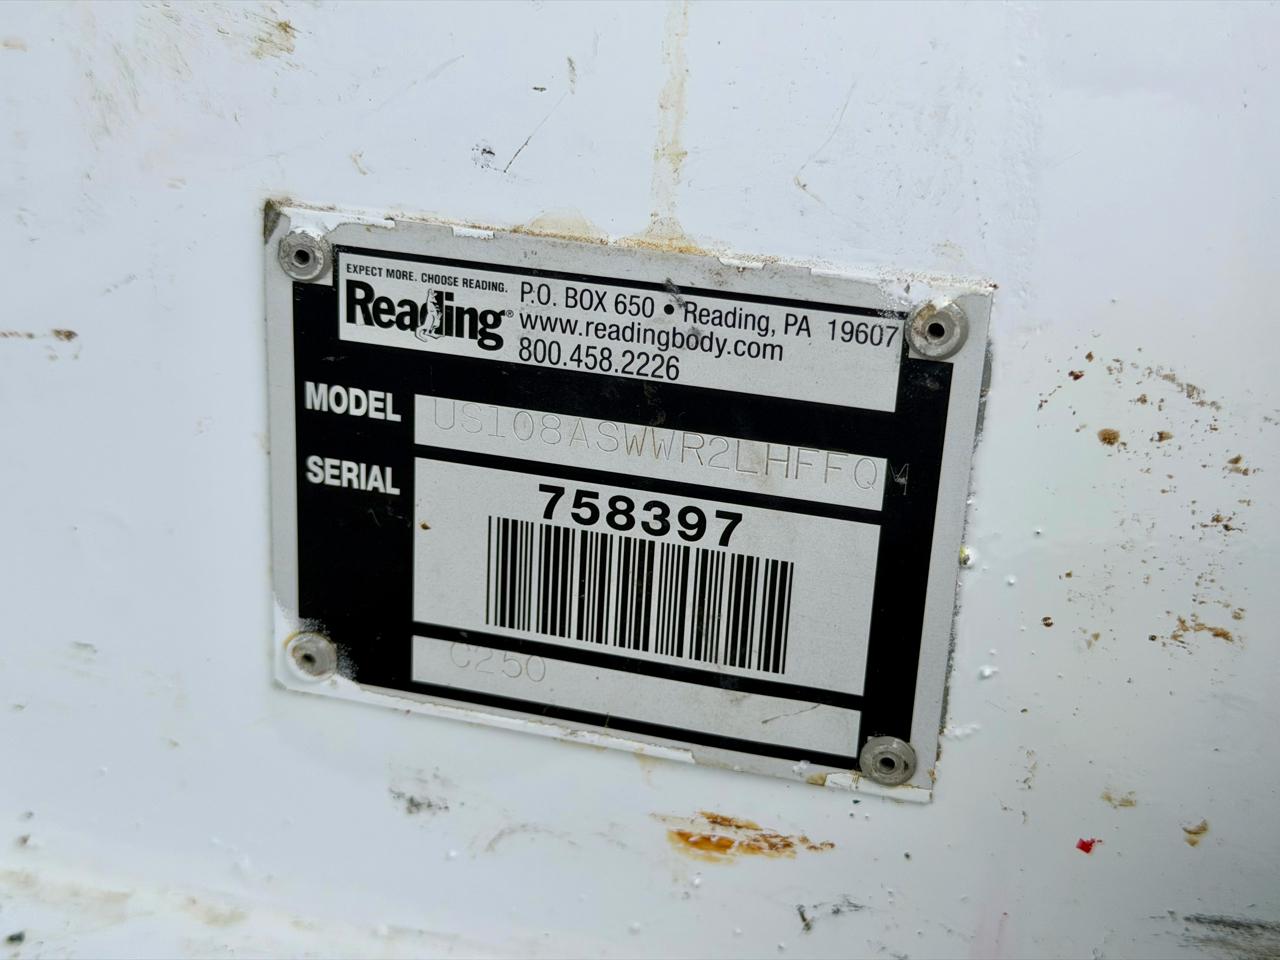 EXPECT MORE. CHOOSE READING.
Reading®
P.O. BOX 650 • Reading, PA 19607
www.readingbody.com
800.458.2226
MODEL US108ASWWR2LHFFQM
SERIAL 758397
C250